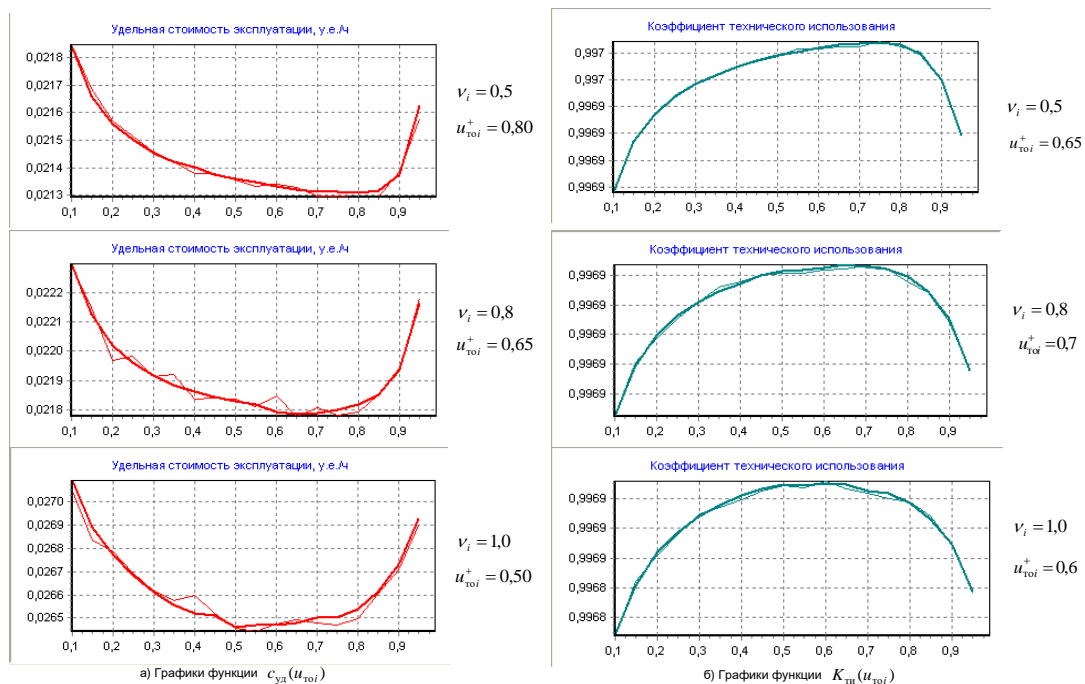 Удельная стоимость эксплуатации, у.е./ч
0,0218
0,0217
0,0216
0,0215
0,0214
0,0213
0,1 0,2 0,3 0,4 0,5 0,6 0,7 0,8 0,9
ν_i = 0,5
u⁺_тоi = 0,80
Коэффициент технического использования
0,997
0,997
0,9969
0,9969
0,9969
0,9969
0,1 0,2 0,3 0,4 0,5 0,6 0,7 0,8 0,9
ν_i = 0,5
u⁺_тоi = 0,65
Удельная стоимость эксплуатации, у.е./ч
0,0222
0,0221
0,0220
0,0219
0,0218
0,1 0,2 0,3 0,4 0,5 0,6 0,7 0,8 0,9
ν_i = 0,8
u⁺_тоi = 0,65
Коэффициент технического использования
0,9969
0,9969
0,9969
0,9969
0,9969
0,1 0,2 0,3 0,4 0,5 0,6 0,7 0,8 0,9
ν_i = 0,8
u⁺_тоi = 0,7
Удельная стоимость эксплуатации, у.е./ч
0,0270
0,0269
0,0268
0,0267
0,0266
0,0265
0,1 0,2 0,3 0,4 0,5 0,6 0,7 0,8 0,9
ν_i = 1,0
u⁺_тоi = 0,50
Коэффициент технического использования
0,9969
0,9969
0,9969
0,9968
0,9968
0,1 0,2 0,3 0,4 0,5 0,6 0,7 0,8 0,9
ν_i = 1,0
u⁺_тоi = 0,6
а) Графики функции c_уд(u_тоi)
б) Графики функции K_ти(u_тоi)